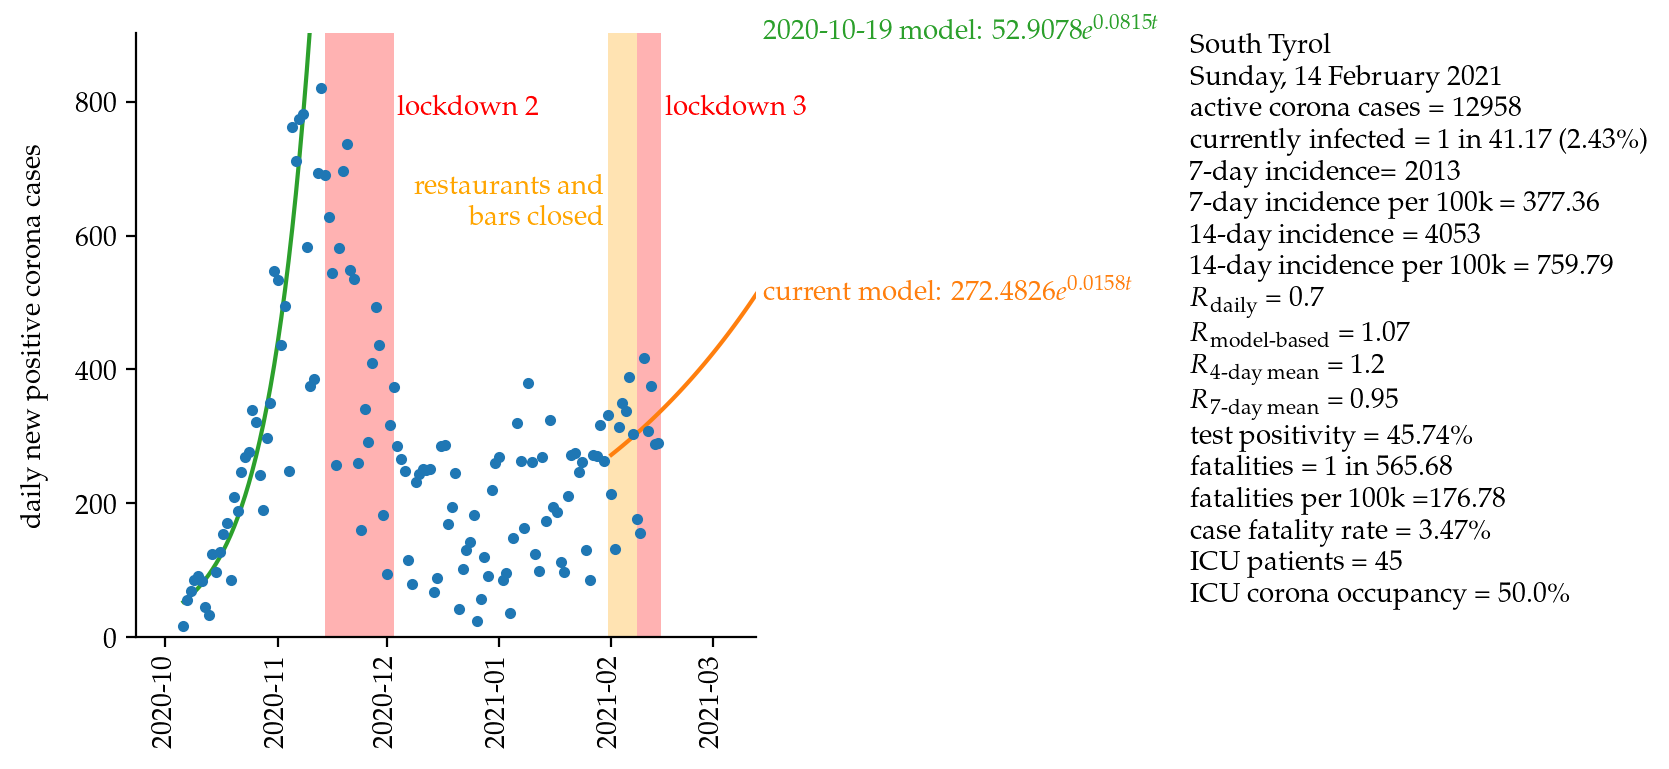 2020-10-19 model: 52.9078e^0.0815t
800
lockdown 2
lockdown 3
restaurants and
bars closed
600
current model: 272.4826e^0.0158t
400
200
0
daily new positive corona cases
2020-10
2020-11
2020-12
2021-01
2021-02
2021-03
South Tyrol
Sunday, 14 February 2021
active corona cases = 12958
currently infected = 1 in 41.17 (2.43%)
7-day incidence= 2013
7-day incidence per 100k = 377.36
14-day incidence = 4053
14-day incidence per 100k = 759.79
R_daily = 0.7
R_model-based = 1.07
R_4-day mean = 1.2
R_7-day mean = 0.95
test positivity = 45.74%
fatalities = 1 in 565.68
fatalities per 100k =176.78
case fatality rate = 3.47%
ICU patients = 45
ICU corona occupancy = 50.0%